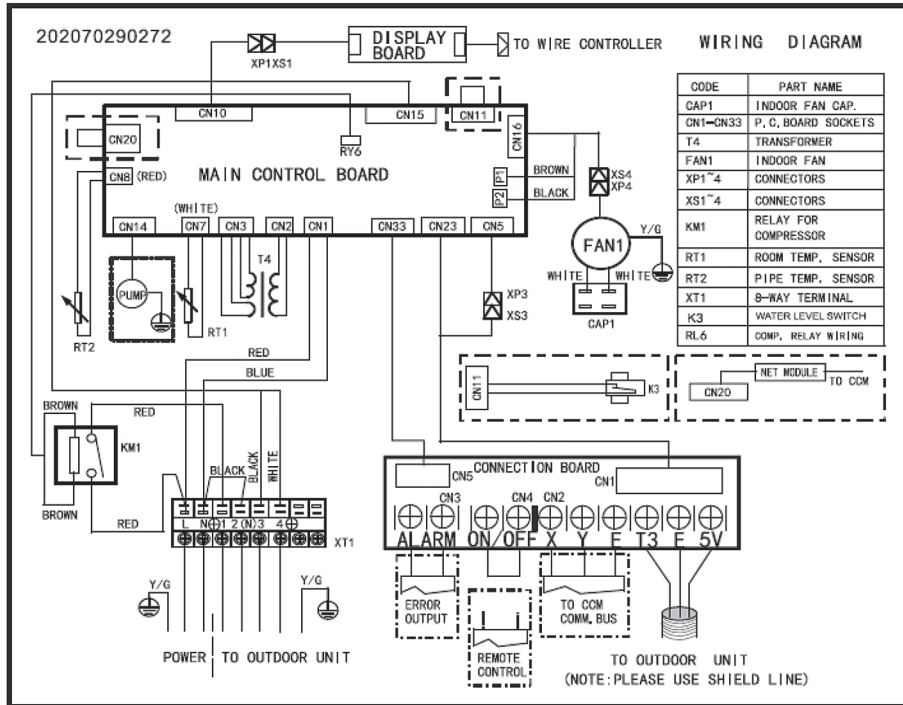 202070290272
XP1XS1
DISPLAY
BOARD
TO WIRE CONTROLLER
WIRING DIAGRAM
CODE PART NAME
CAP1 INDOOR FAN CAP.
CN1-CN33 P.C.BOARD SOCKETS
T4 TRANSFORMER
FAN1 INDOOR FAN
XP1~4 CONNECTORS
XS1~4 CONNECTORS
KM1 RELAY FOR
COMPRESSOR
RT1 ROOM TEMP. SENSOR
RT2 PIPE TEMP. SENSOR
XT1 8-WAY TERMINAL
K3 WATER LEVEL SWITCH
RL6 COMP. RELAY WIRING
CN10
CN15
CN11
CN16
CN20
RY6
CN8 (RED)
MAIN CONTROL BOARD
P1
BROWN
P2
BLACK
XS4
XP4
(WHITE)
CN14
CN7
CN3
CN2
CN1
CN33
CN23
CN5
FAN1
Y/G
WHITE
WHITE
CAP1
T4
PUMP
RT2
RT1
XP3
XS3
RED
BLUE
CN11
K3
CN20
NET MODULE
TO CCM
BROWN
RED
KM1
BLACK
BLACK
WHITE
BROWN
RED
L N 1 2(N)3 4
XT1
Y/G
Y/G
POWER
TO OUTDOOR UNIT
CN5
CONNECTION BOARD
CN1
CN3
CN4
CN2
ALARM ON/OFF X Y E T3 E 5V
ERROR
OUTPUT
REMOTE
CONTROL
TO CCM
COMM.BUS
TO OUTDOOR UNIT
(NOTE:PLEASE USE SHIELD LINE)